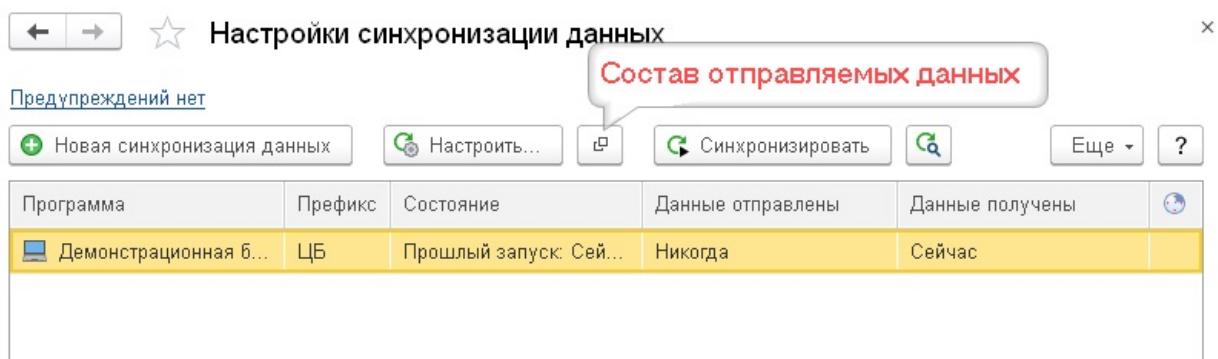 Настройки синхронизации данных
Состав отправляемых данных
Предупреждений нет
Новая синхронизация данных Настроить... Синхронизировать Еще ?
Программа Префикс Состояние Данные отправлены Данные получены
Демонстрационная б... ЦБ Прошлый запуск: Сей... Никогда Сейчас